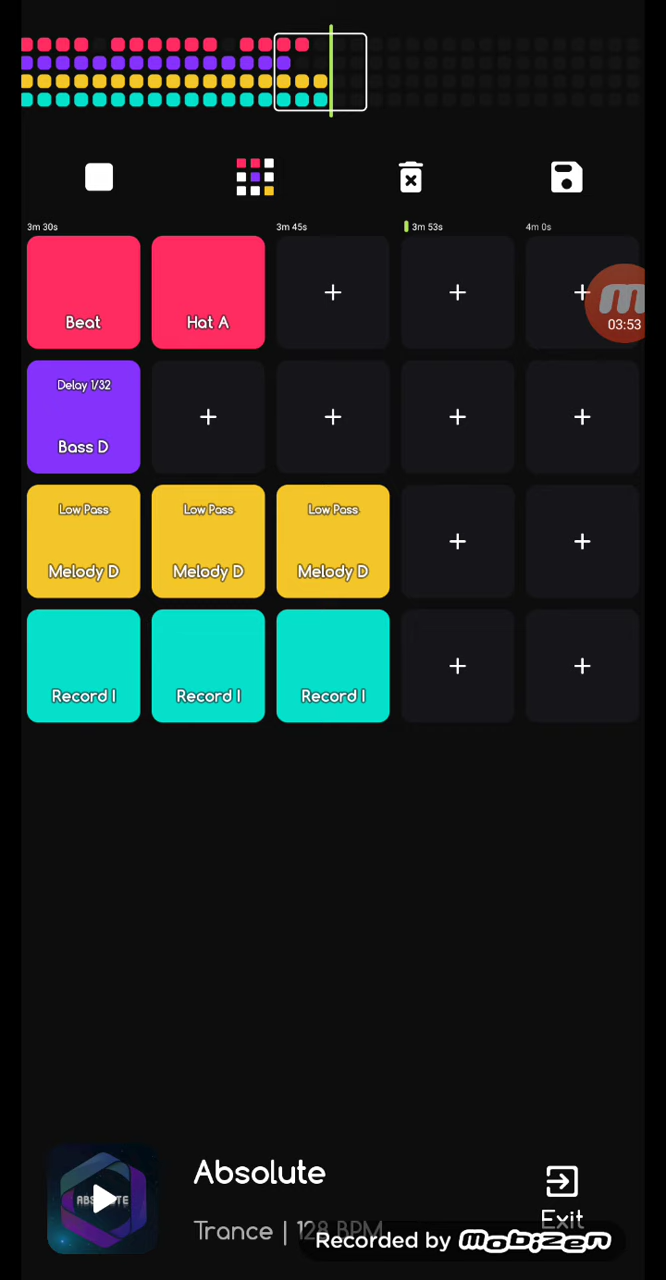 3m 30s 3m 45s 3m 53s 4m 0s
Beat Hat A
03:53
Delay 1/32
Bass D
Low Pass Low Pass Low Pass
Melody D Melody D Melody D
Record I Record I Record I
Absolute
ABSOLUTE
Trance | 128 BPM
Exit
Recorded by mobizen